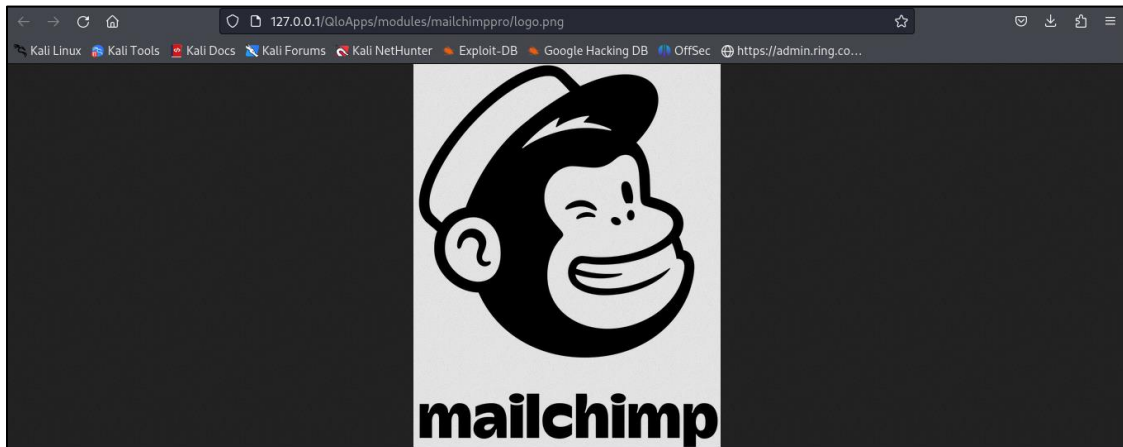 127.0.0.1/QloApps/modules/mailchimppro/logo.png
Kali Linux Kali Tools Kali Docs Kali Forums Kali NetHunter Exploit-DB Google Hacking DB OffSec https://admin.ring.co…
mailchimp